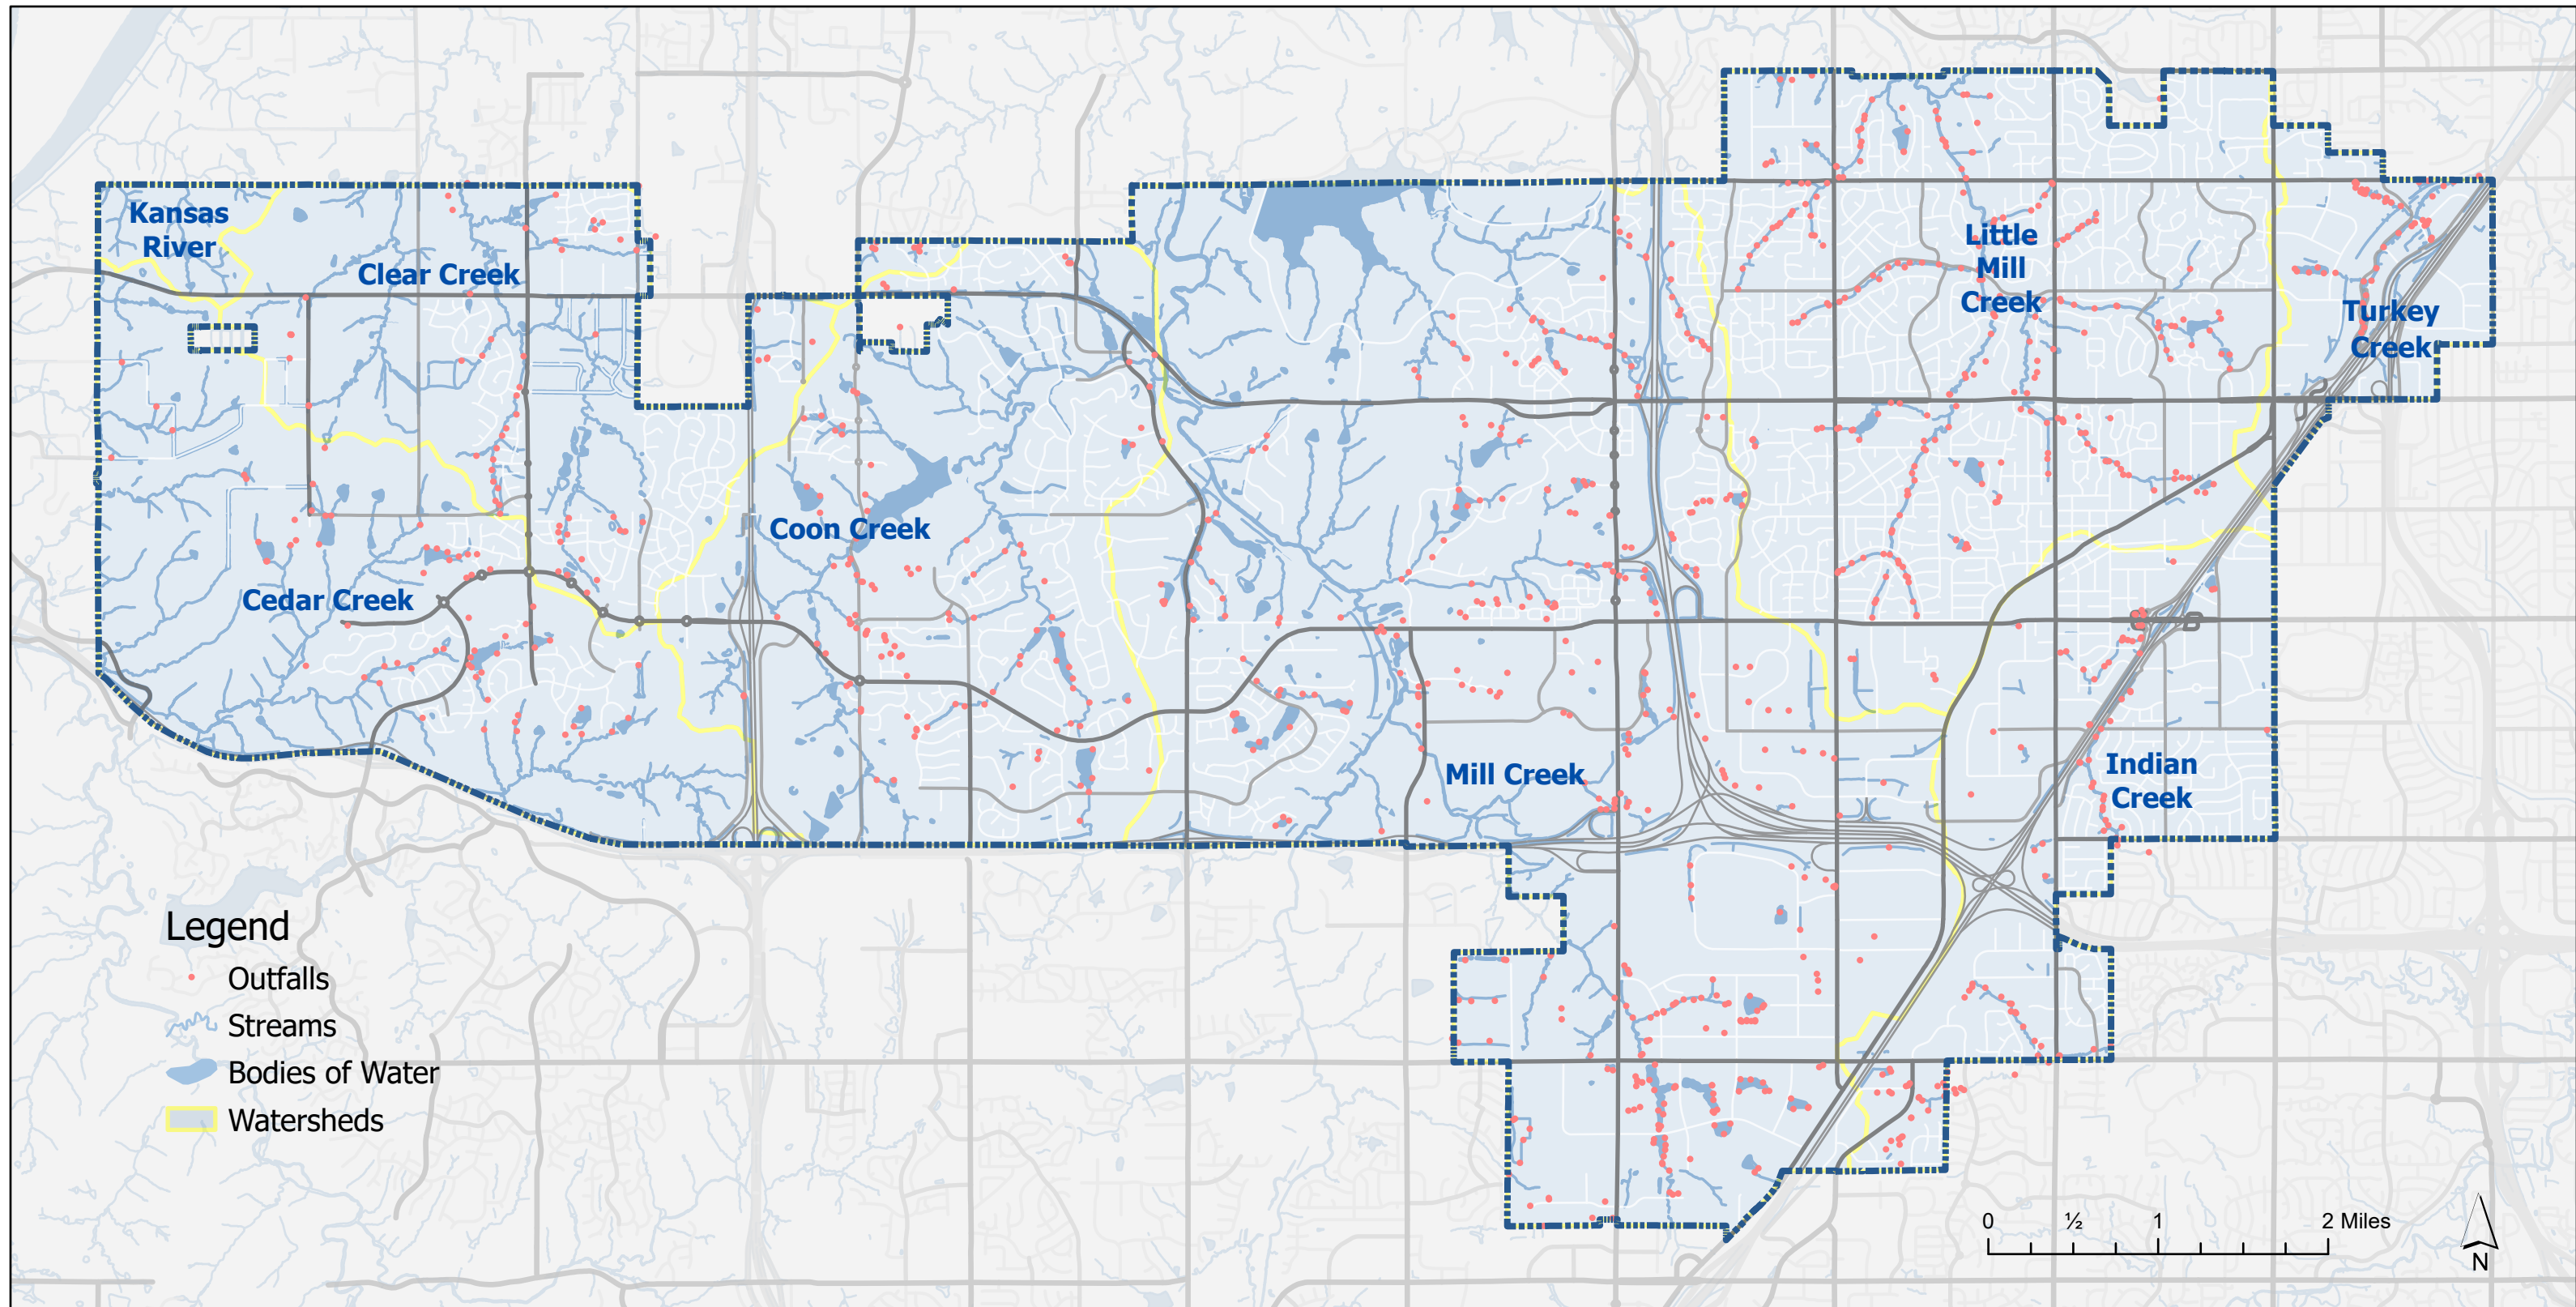 Kansas
River
Clear Creek
Little
Mill
Creek
Turkey
Creek
Coon Creek
Cedar Creek
Mill Creek
Indian
Creek
Legend
Outfalls
Streams
Bodies of Water
Watersheds
0 ½ 1 2 Miles
N